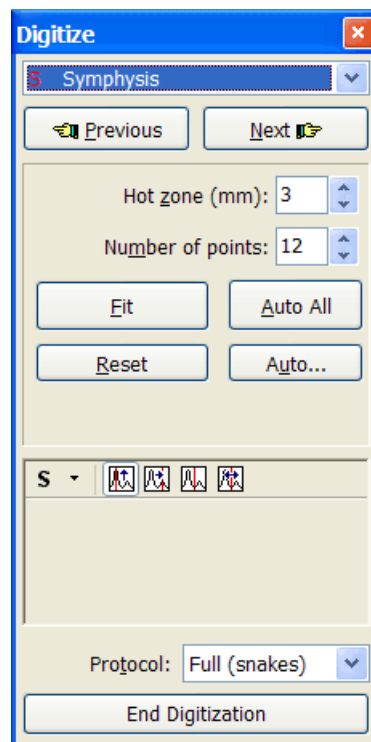 Digitize
S Symphysis
Previous Next
Hot zone (mm): 3
Number of points: 12
Fit Auto All
Reset Auto...
S
Protocol: Full (snakes)
End Digitization